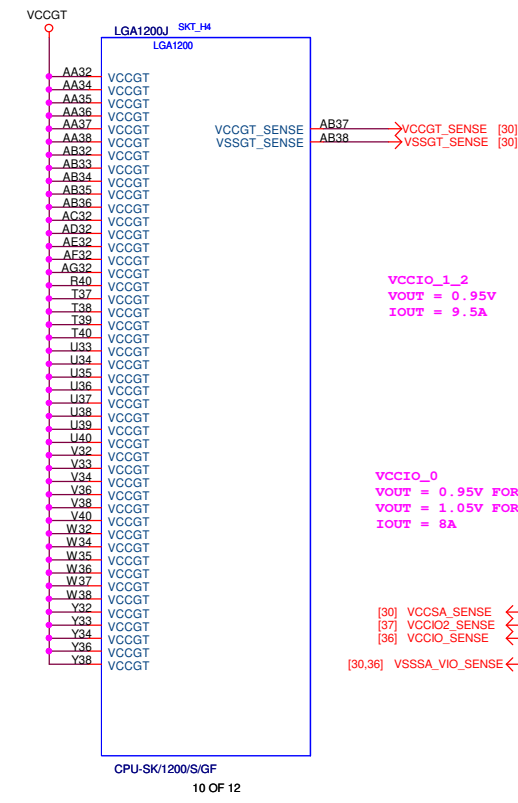 VCCGT
LGA1200J SKT_H4
LGA1200
AA32 VCCGT
AA34 VCCGT
AA35 VCCGT
AA36 VCCGT
AA37 VCCGT VCCGT_SENSE AB37 VCCGT_SENSE [30]
AA38 VCCGT VSSGT_SENSE AB38 VSSGT_SENSE [30]
AB32 VCCGT
AB33 VCCGT
AB34 VCCGT
AB35 VCCGT
AB36 VCCGT
AC32 VCCGT
AD32 VCCGT
AE32 VCCGT
AF32 VCCGT
AG32 VCCGT
R40 VCCGT
T37 VCCGT
T38 VCCGT
T39 VCCGT
T40 VCCGT
U33 VCCGT
U34 VCCGT
U35 VCCGT
U36 VCCGT
U37 VCCGT
U38 VCCGT
U39 VCCGT
U40 VCCGT
V32 VCCGT
V33 VCCGT
V34 VCCGT
V36 VCCGT
V38 VCCGT
V40 VCCGT
W32 VCCGT
W34 VCCGT
W35 VCCGT
W36 VCCGT
W37 VCCGT
W38 VCCGT
Y32 VCCGT
Y33 VCCGT
Y34 VCCGT
Y36 VCCGT
Y38 VCCGT
VCCIO_1_2
VOUT = 0.95V
IOUT = 9.5A
VCCIO_0
VOUT = 0.95V FOR
VOUT = 1.05V FOR
IOUT = 8A
[30] VCCSA_SENSE
[37] VCCIO2_SENSE
[36] VCCIO_SENSE
[30,36] VSSSA_VIO_SENSE
CPU-SK/1200/S/GF
10 OF 12